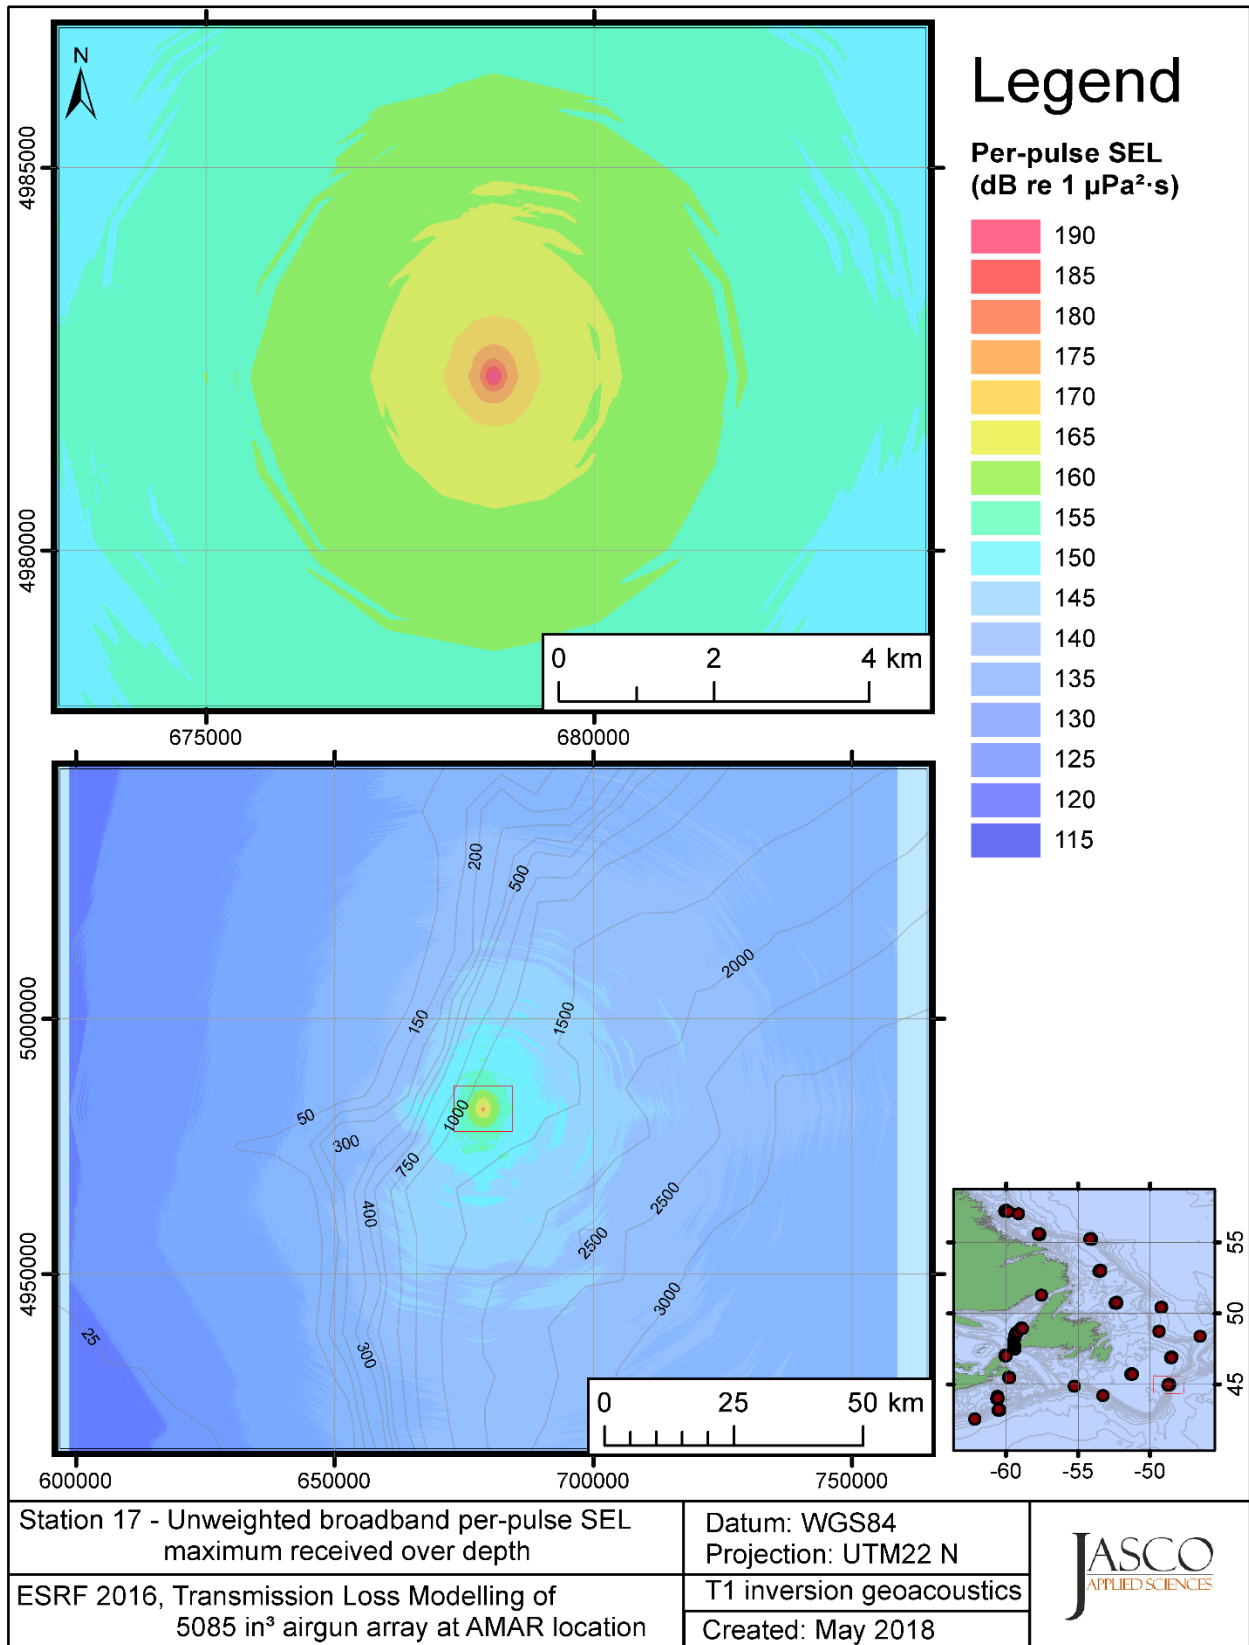 N
4985000
4980000
0 2 4 km
675000 680000
Legend
Per-pulse SEL
(dB re 1 µPa²·s)
190
185
180
175
170
165
160
155
150
145
140
135
130
125
120
115
200
500
2000
150
1500
50
300
1000
750
400
2500
2500
3000
25
300
5000000
4950000
0 25 50 km
600000 650000 700000 750000
55
50
45
-60 -55 -50
Station 17 - Unweighted broadband per-pulse SEL
maximum received over depth
ESRF 2016, Transmission Loss Modelling of
5085 in³ airgun array at AMAR location
Datum: WGS84
Projection: UTM22 N
T1 inversion geoacoustics
Created: May 2018
JASCO
APPLIED SCIENCES